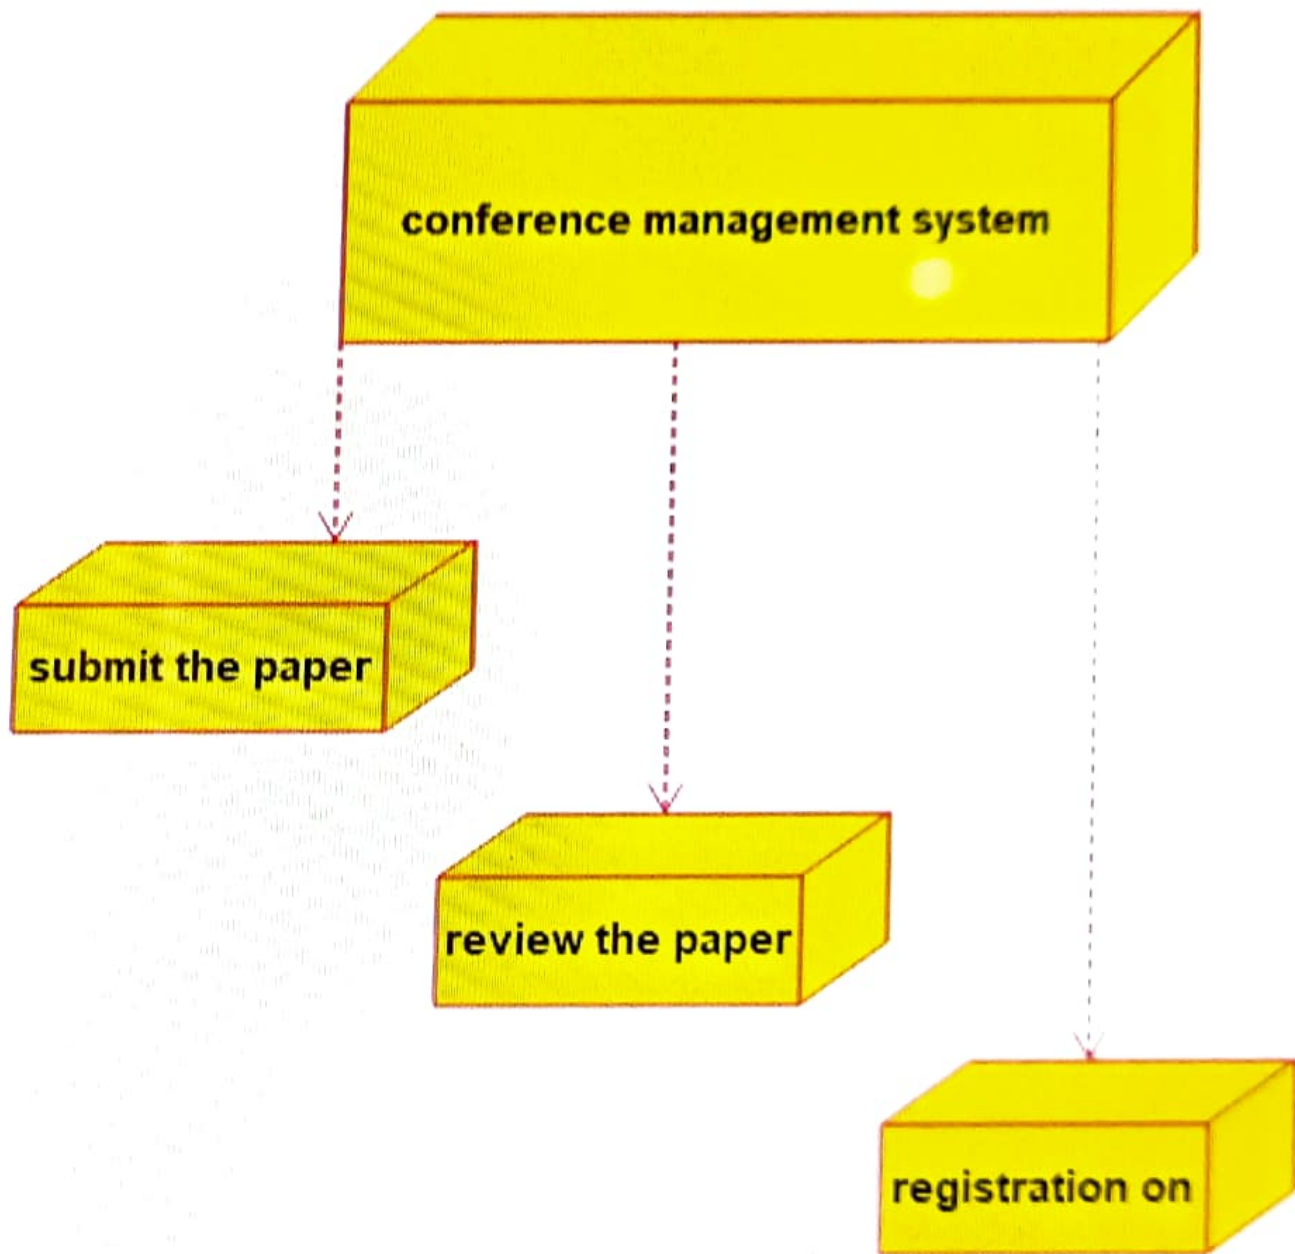 conference management system
submit the paper
review the paper
registration on